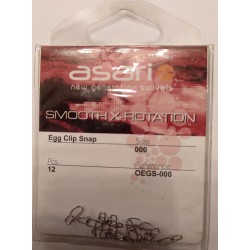 asari
new generation swivels
SMOOTH X-ROTATION
Egg Clip Snap
Size
000
Pcs.
12
Reference
OEGS-000